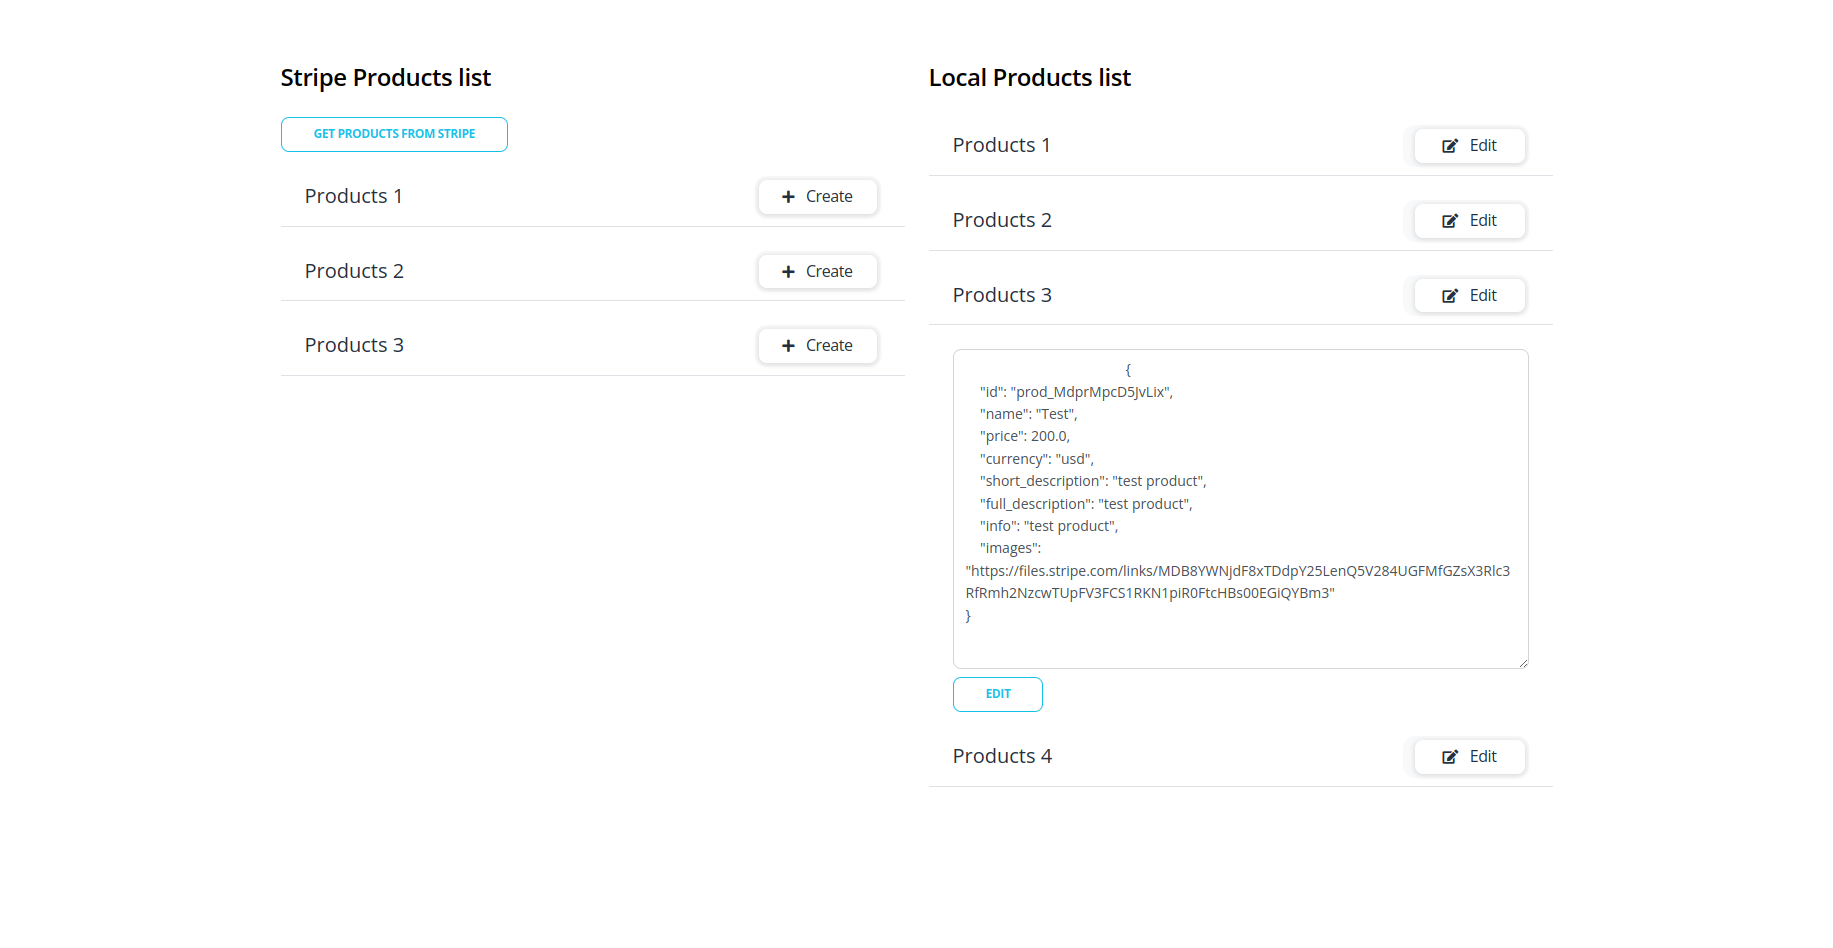 Stripe Products list
GET PRODUCTS FROM STRIPE
Products 1
Create
Products 2
Create
Products 3
Create
Local Products list
Products 1
Edit
Products 2
Edit
Products 3
Edit
{
"id": "prod_MdprMpcD5JvLix",
"name": "Test",
"price": 200.0,
"currency": "usd",
"short_description": "test product",
"full_description": "test product",
"info": "test product",
"images":
"https://files.stripe.com/links/MDB8YWNjdF8xTDdpY25LenQ5V284UGFMfGZsX3Rlc3
RfRmh2NzcwTUpFV3FCS1RKN1piR0FtcHBs00EGiQYBm3"
}
EDIT
Products 4
Edit